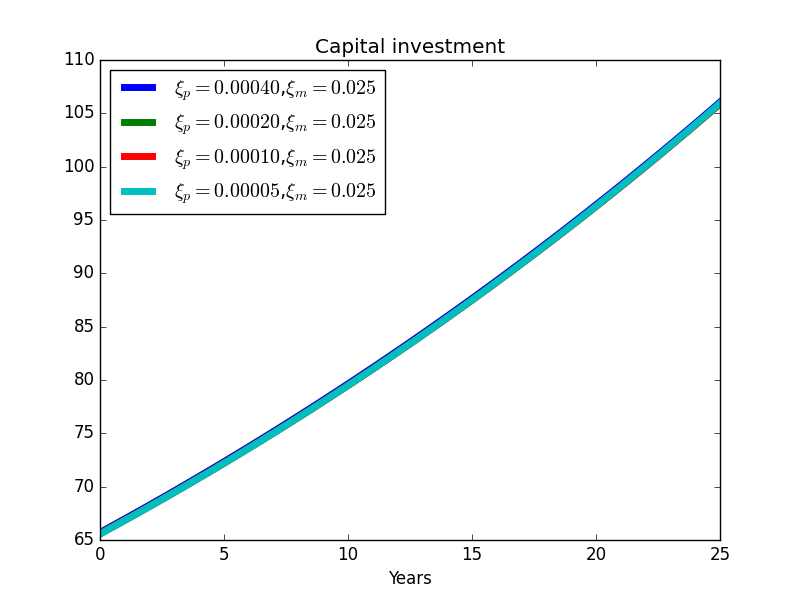 Capital investment
110
105
100
95
90
85
80
75
70
65
ξₚ = 0.00040,ξₘ = 0.025
ξₚ = 0.00020,ξₘ = 0.025
ξₚ = 0.00010,ξₘ = 0.025
ξₚ = 0.00005,ξₘ = 0.025
0 5 10 15 20 25
Years